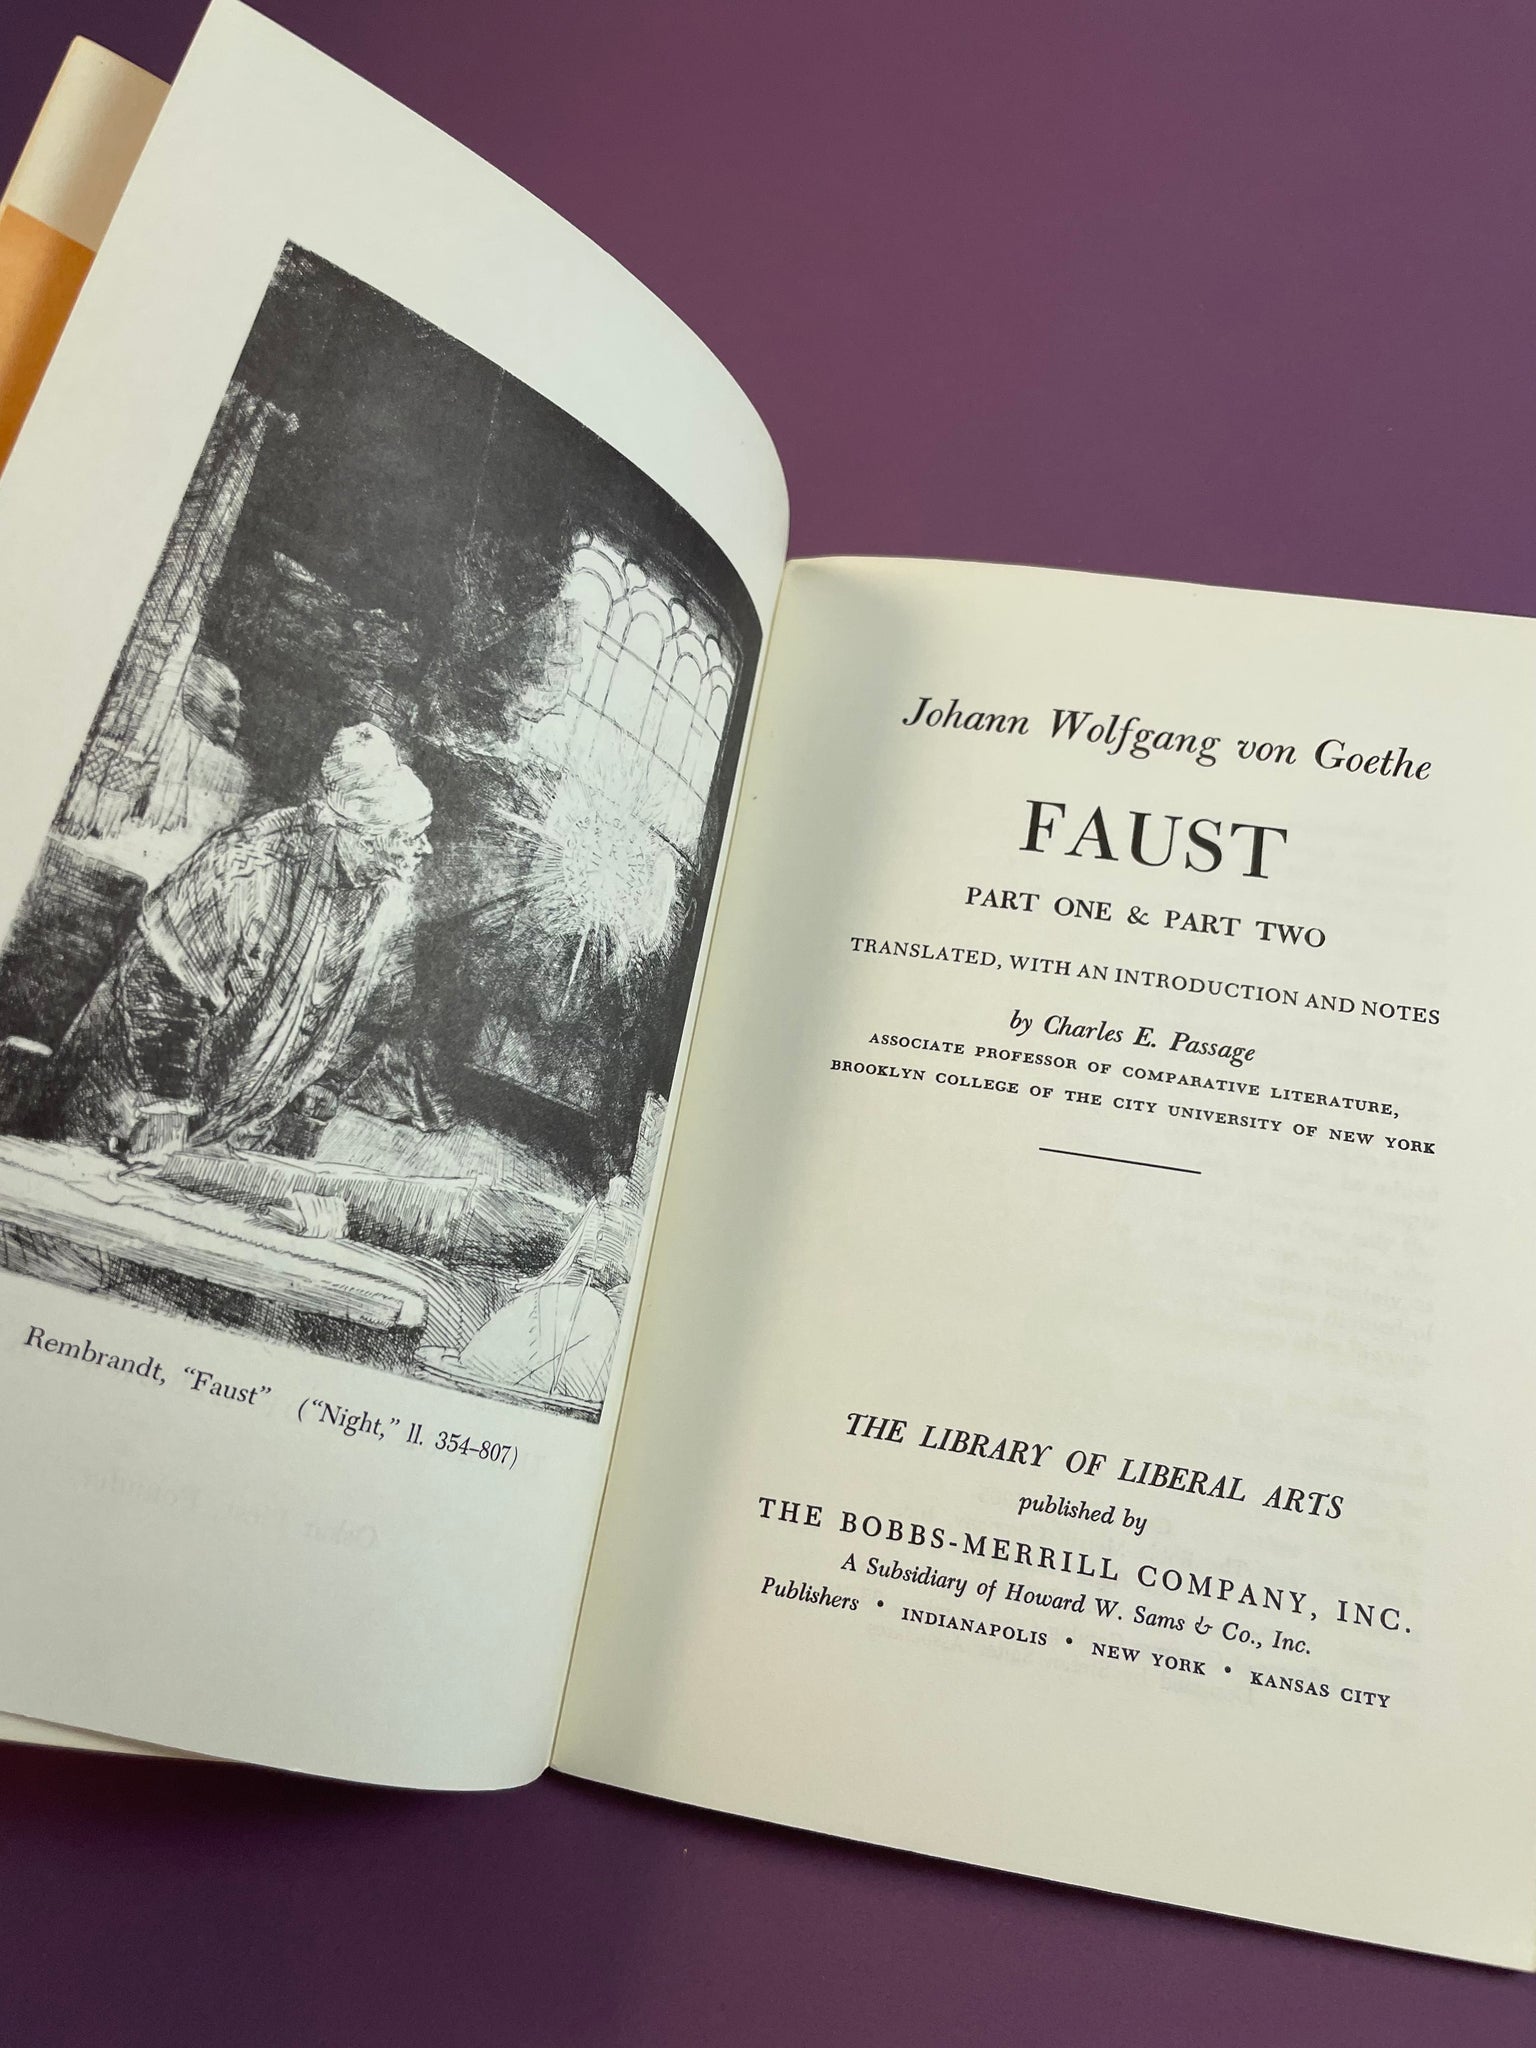 Rembrandt, “Faust” (“Night,” ll. 354–807)
Johann Wolfgang von Goethe
FAUST
PART ONE & PART TWO
TRANSLATED, WITH AN INTRODUCTION AND NOTES
by Charles E. Passage
ASSOCIATE PROFESSOR OF COMPARATIVE LITERATURE,
BROOKLYN COLLEGE OF THE CITY UNIVERSITY OF NEW YORK
THE LIBRARY OF LIBERAL ARTS
published by
THE BOBBS-MERRILL COMPANY, INC.
A Subsidiary of Howard W. Sams & Co., Inc.
Publishers • INDIANAPOLIS • NEW YORK • KANSAS CITY